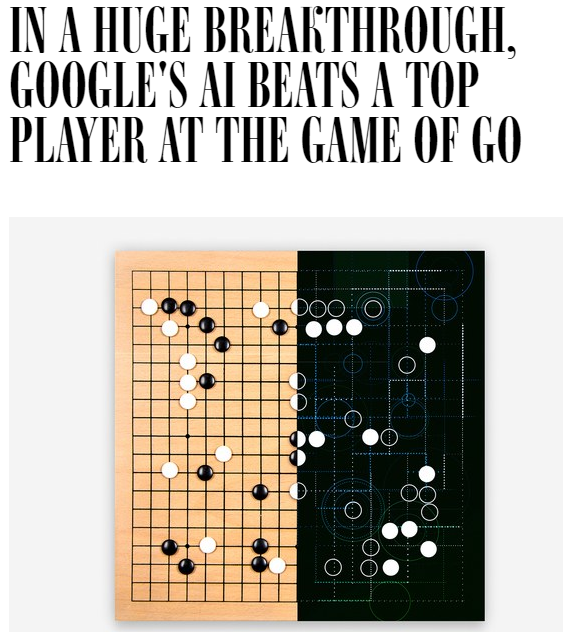 IN A HUGE BREAKTHROUGH,
GOOGLE'S AI BEATS A TOP
PLAYER AT THE GAME OF GO